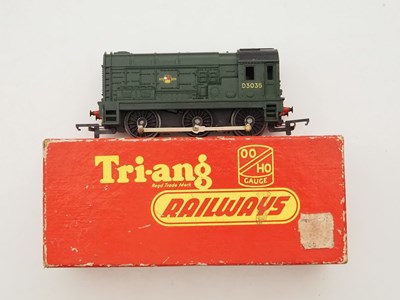 D3035
Tri-ang
Regd Trade Mark
OO
HO
GAUGE
RAILWAYS